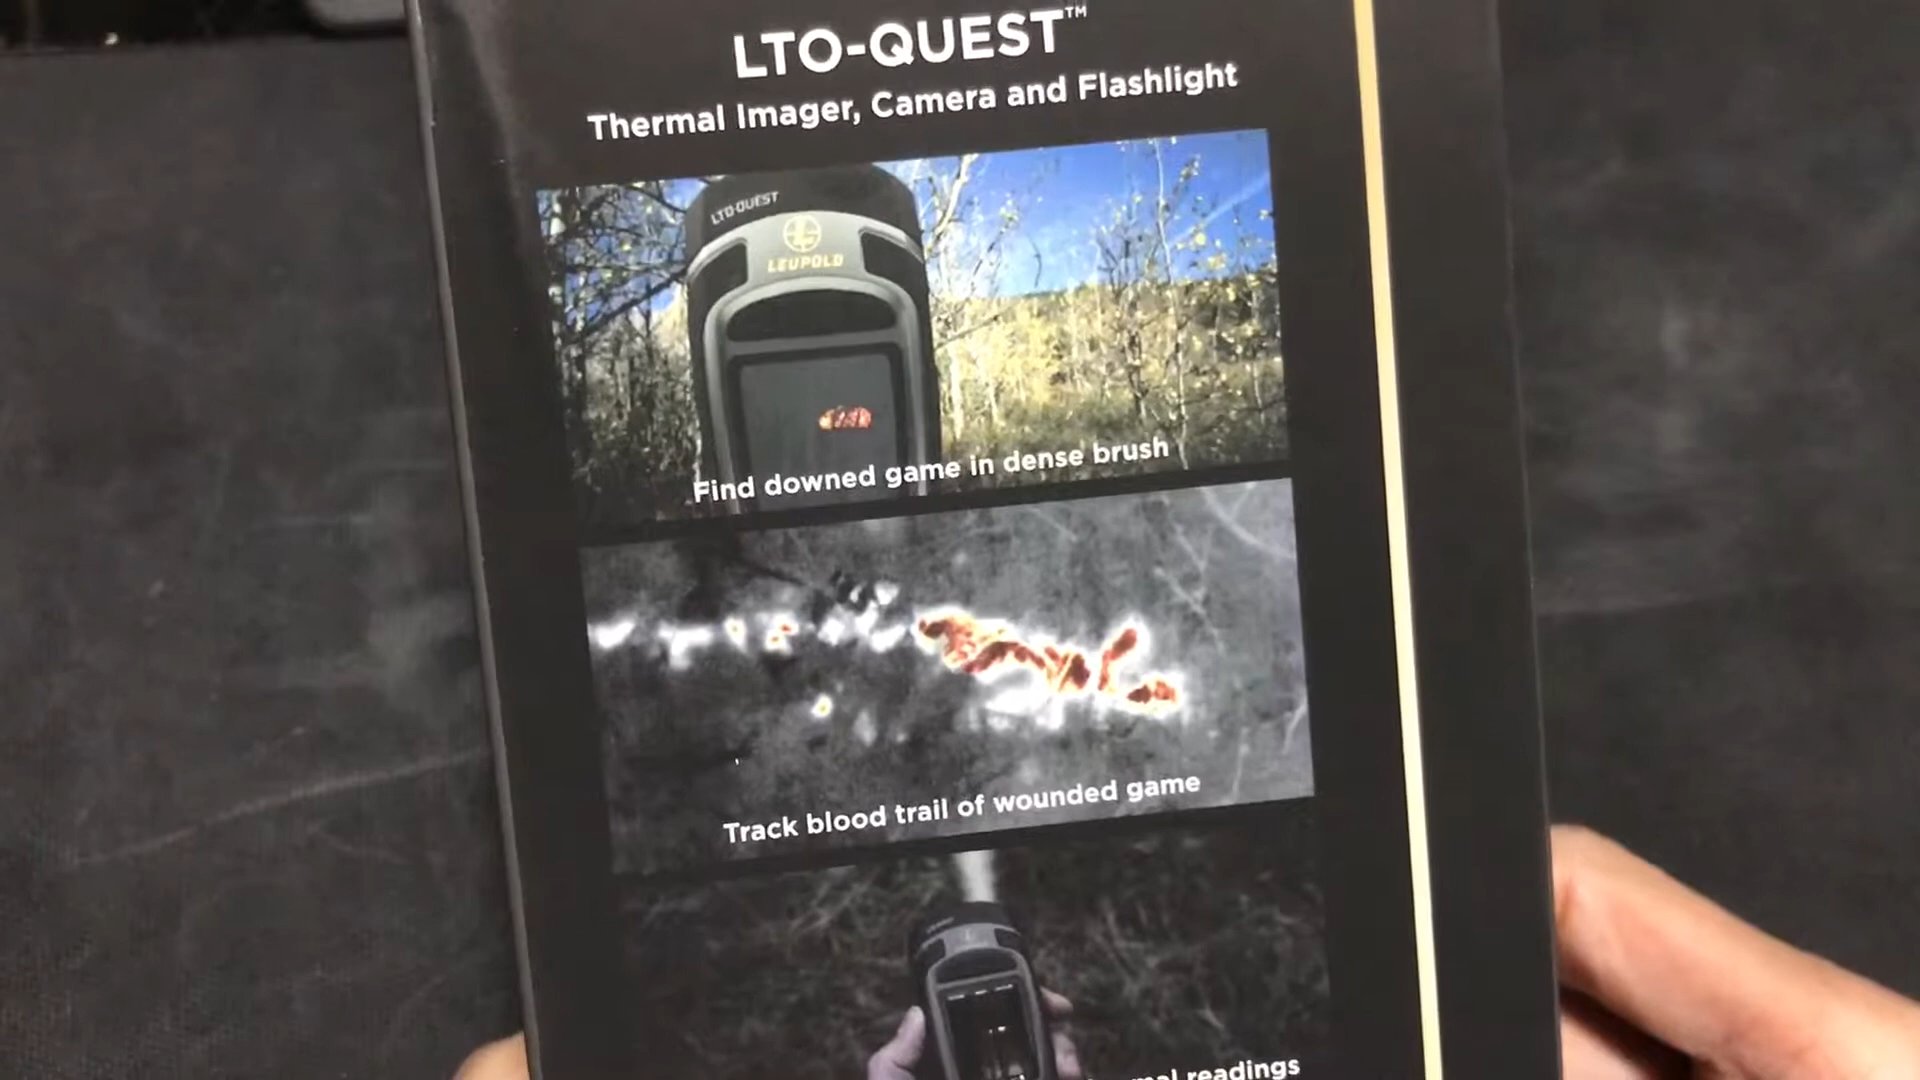 LTO-QUEST™
Thermal Imager, Camera and Flashlight
LTO-QUEST
LEUPOLD
Find downed game in dense brush
Track blood trail of wounded game
readings